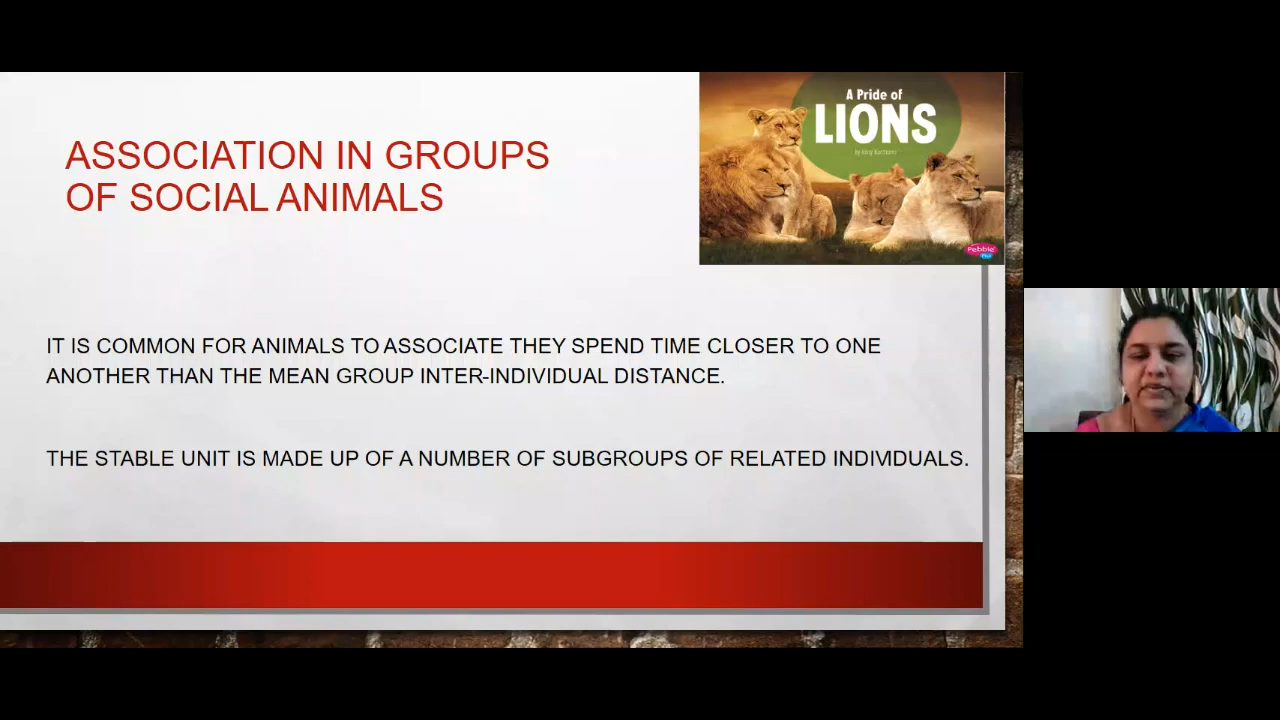 A Pride of
LIONS
ASSOCIATION IN GROUPS
OF SOCIAL ANIMALS
Pebble
IT IS COMMON FOR ANIMALS TO ASSOCIATE THEY SPEND TIME CLOSER TO ONE
ANOTHER THAN THE MEAN GROUP INTER-INDIVIDUAL DISTANCE.
THE STABLE UNIT IS MADE UP OF A NUMBER OF SUBGROUPS OF RELATED INDIVIDUALS.